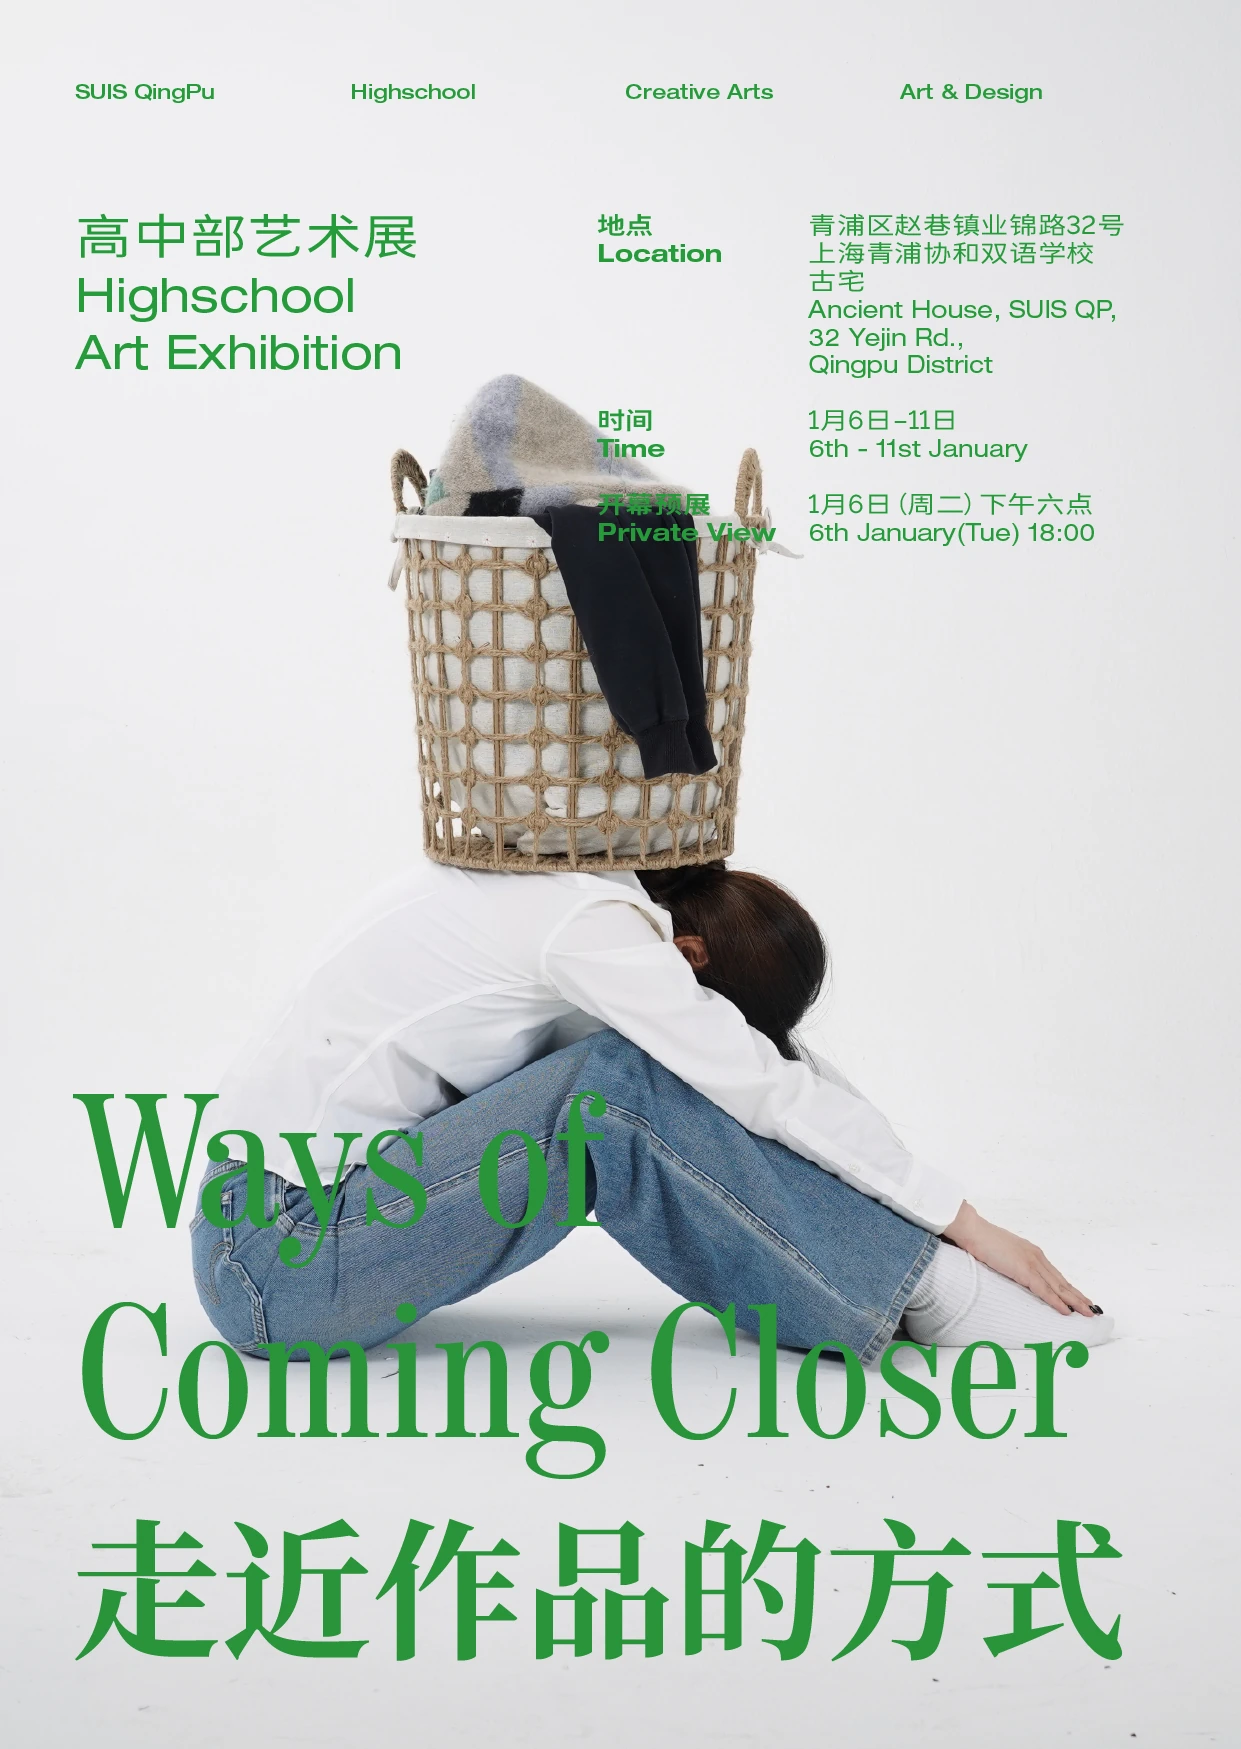 SUIS QingPu
Highschool
Creative Arts
Art & Design
高中部艺术展
Highschool
Art Exhibition
地点
Location
青浦区赵巷镇业锦路32号
上海青浦协和双语学校
古宅
Ancient House, SUIS QP,
32 Yejin Rd.,
Qingpu District
时间
Time
1月6日-11日
6th - 11st January
开幕预展
Private View
1月6日（周二）下午六点
6th January(Tue) 18:00
Ways of
Coming Closer
走近作品的方式